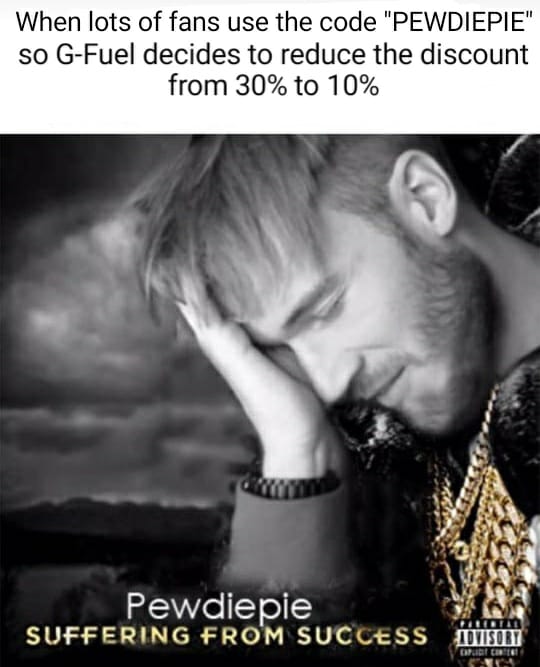 When lots of fans use the code "PEWDIEPIE"
so G-Fuel decides to reduce the discount
from 30% to 10%
Pewdiepie
SUFFERING FROM SUCCESS
PARENTAL
ADVISORY
EXPLICIT CONTENT